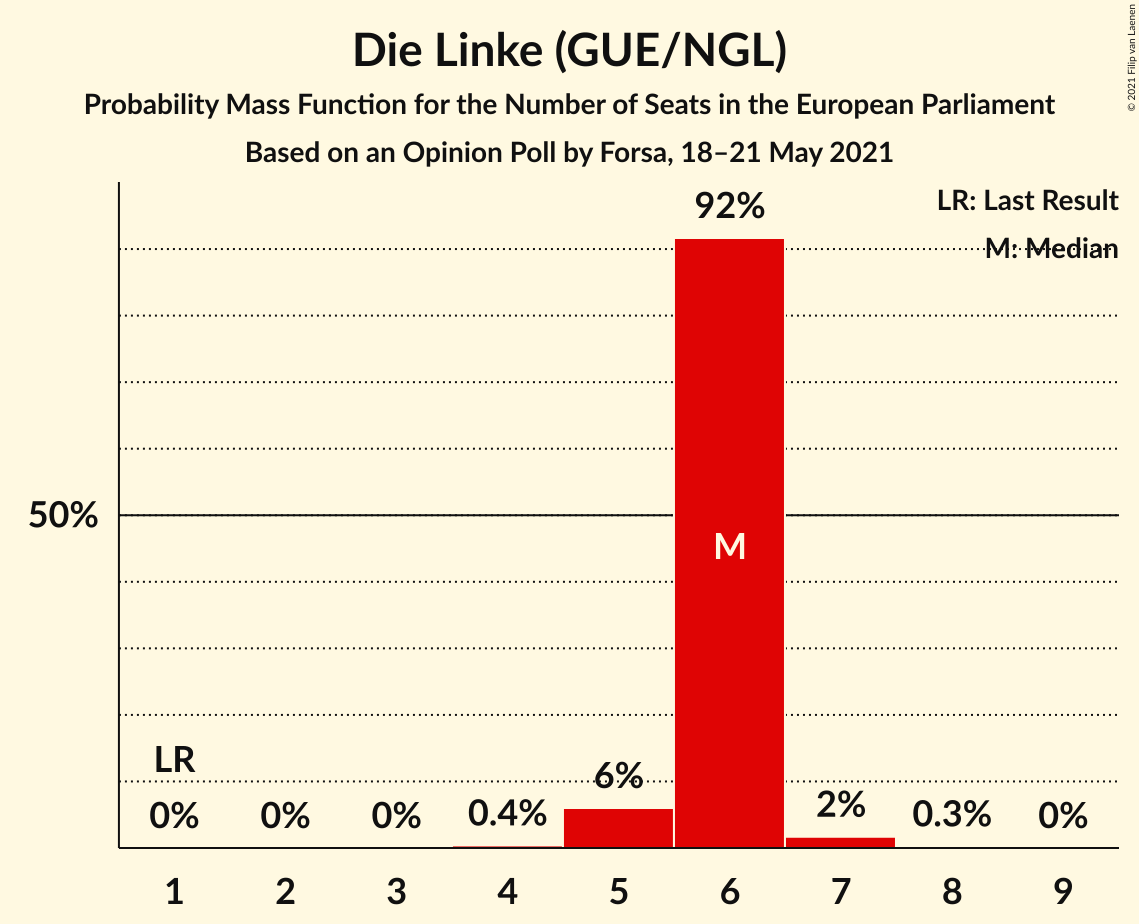 Die Linke (GUE/NGL)
Probability Mass Function for the Number of Seats in the European Parliament
Based on an Opinion Poll by Forsa, 18–21 May 2021
© 2021 Filip van Laenen
LR: Last Result
M: Median
92%
50%
M
LR
0%
0%
0%
0.4%
6%
2%
0.3%
0%
1 2 3 4 5 6 7 8 9